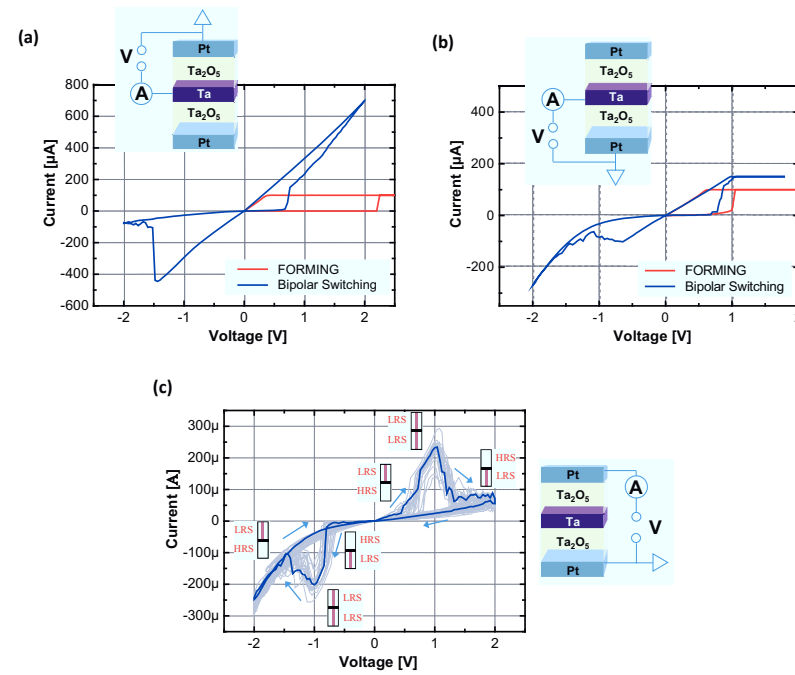 (a)
V
A
Pt
Ta₂O₅
Ta
Ta₂O₅
Pt
800
600
400
200
0
-200
-400
-600
Current [µA]
-2
-1
0
1
2
Voltage [V]
FORMING
Bipolar Switching
(b)
A
V
Pt
Ta₂O₅
Ta
Ta₂O₅
Pt
400
200
0
-200
Current [µA]
-2
-1
0
1
2
Voltage [V]
FORMING
Bipolar Switching
(c)
300µ
200µ
100µ
0
-100µ
-200µ
-300µ
Current [A]
-2
-1
0
1
2
Voltage [V]
LRS
LRS
HRS
LRS
LRS
HRS
LRS
HRS
HRS
LRS
LRS
LRS
Pt
Ta₂O₅
Ta
Ta₂O₅
Pt
A
V